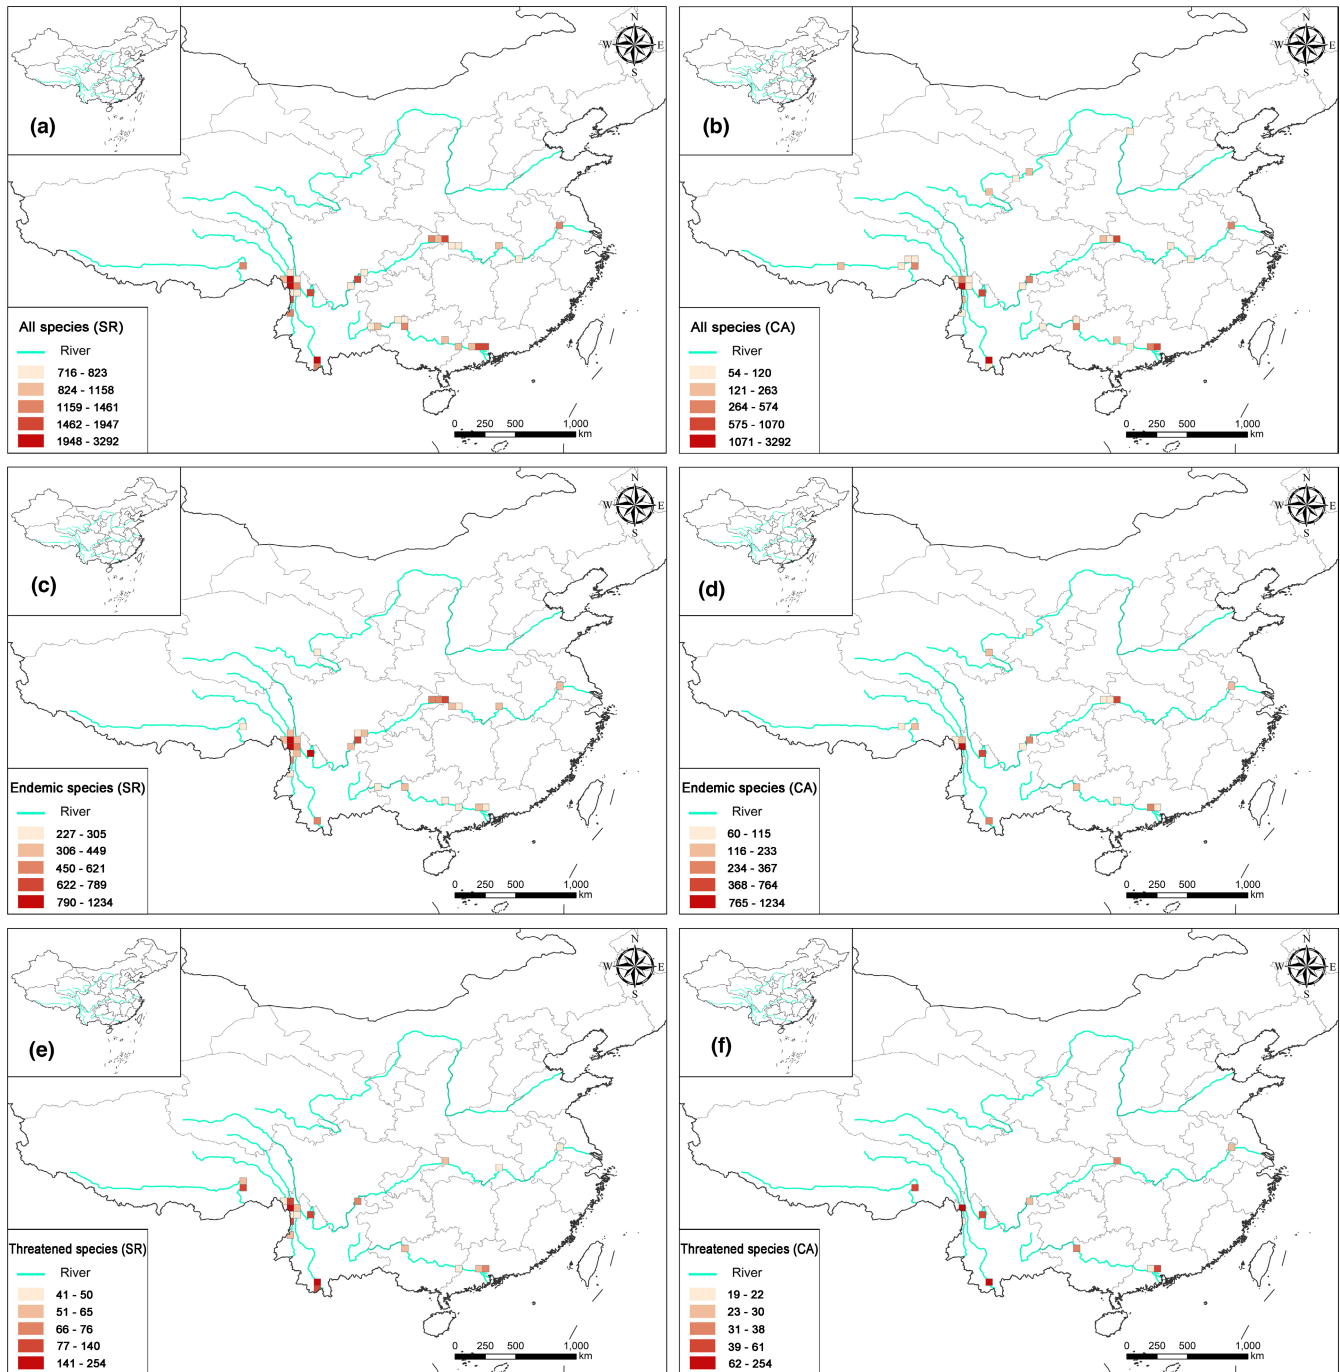 (a)
N
W
E
S
All species (SR)
River
716 - 823
824 - 1158
1159 - 1461
1462 - 1947
1948 - 3292
0 250 500 1,000
km
(b)
N
W
E
S
All species (CA)
River
54 - 120
121 - 263
264 - 574
575 - 1070
1071 - 3292
0 250 500 1,000
km
(c)
N
W
E
S
Endemic species (SR)
River
227 - 305
306 - 449
450 - 621
622 - 789
790 - 1234
0 250 500 1,000
km
(d)
N
W
E
S
Endemic species (CA)
River
60 - 115
116 - 233
234 - 367
368 - 764
765 - 1234
0 250 500 1,000
km
(e)
N
W
E
S
Threatened species (SR)
River
41 - 50
51 - 65
66 - 76
77 - 140
141 - 254
0 250 500 1,000
km
(f)
N
W
E
S
Threatened species (CA)
River
19 - 22
23 - 30
31 - 38
39 - 61
62 - 254
0 250 500 1,000
km